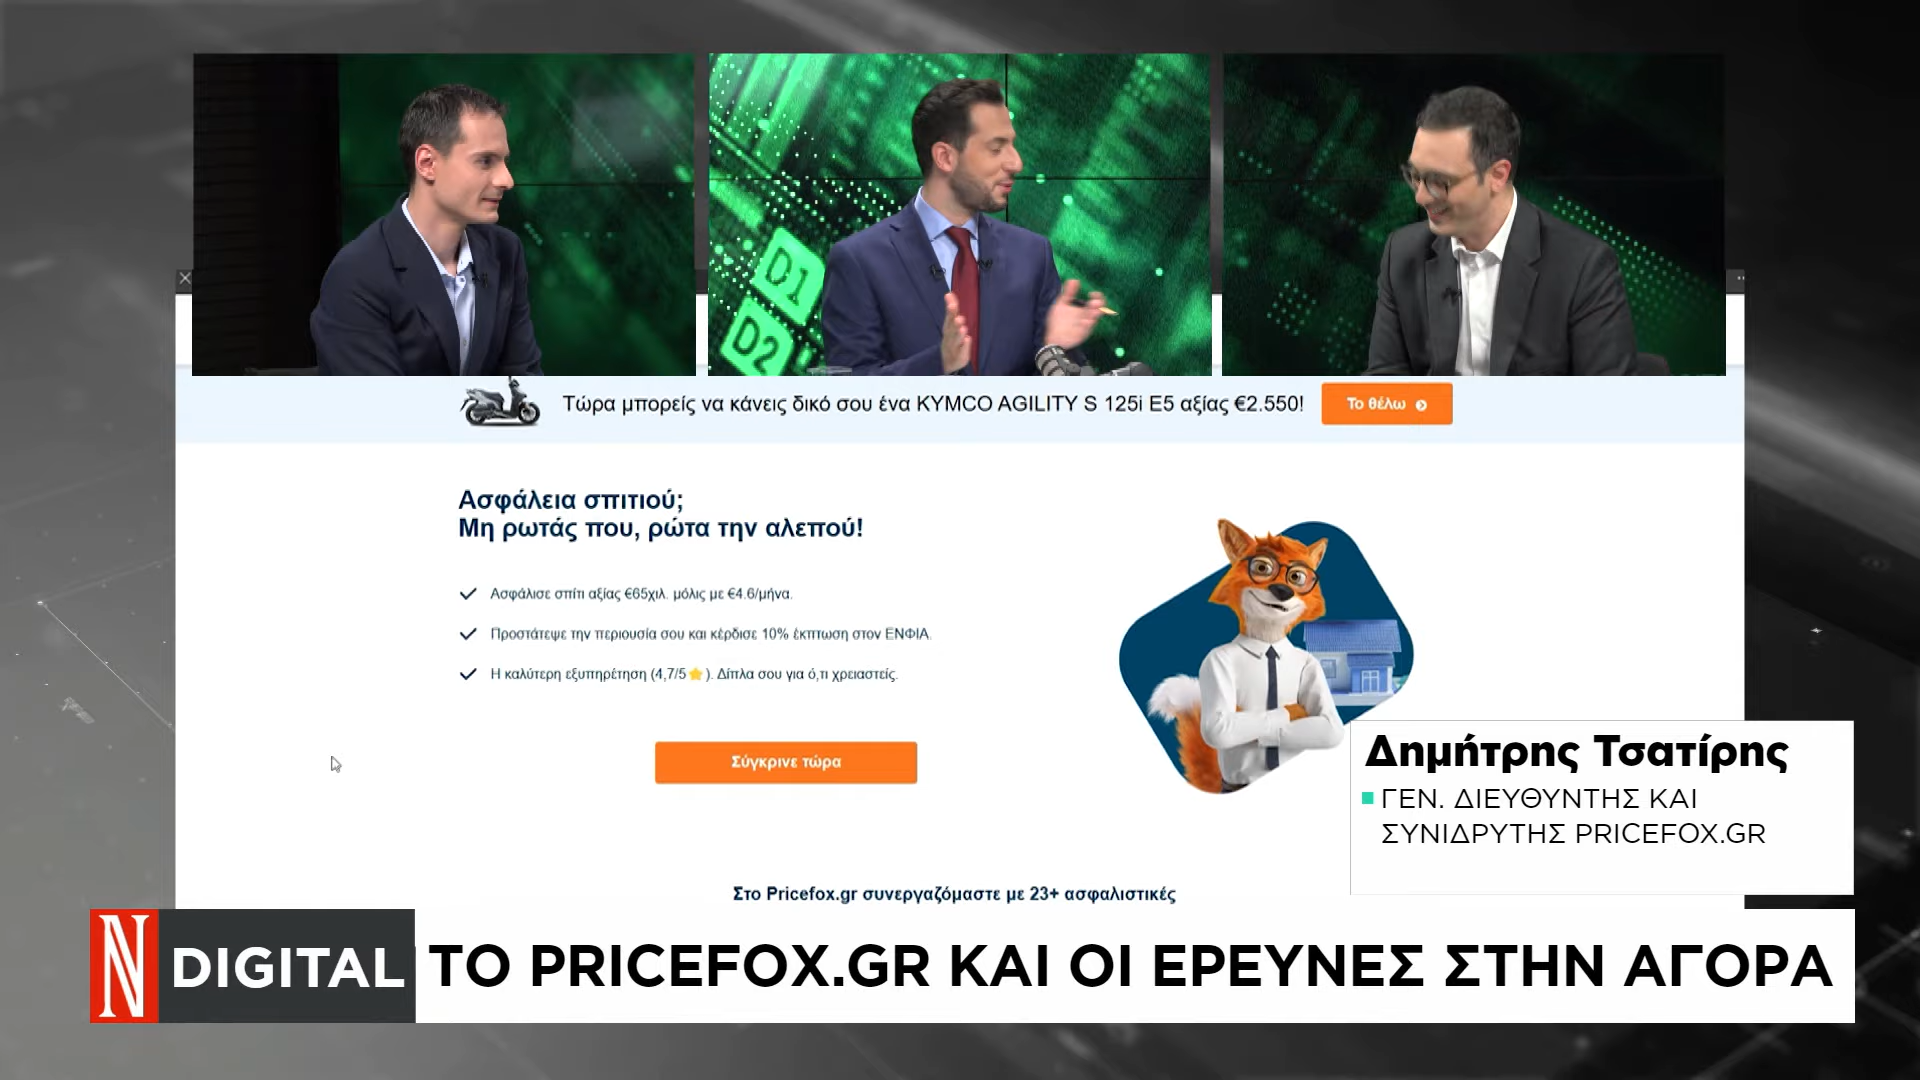 D1
D2
Τώρα μπορείς να κάνεις δικό σου ένα KYMCO AGILITY S 125i E5 αξίας €2.550!
Το θέλω
Ασφάλεια σπιτιού;
Μη ρωτάς που, ρώτα την αλεπού!
Ασφάλισε σπίτι αξίας €65χιλ. μόλις με €4.6/μήνα.
Προστάτεψε την περιουσία σου και κέρδισε 10% έκπτωση στον ΕΝΦΙΑ.
Η καλύτερη εξυπηρέτηση (4,7/5⭐). Δίπλα σου για ό,τι χρειαστείς.
Σύγκρινε τώρα
Δημήτρης Τσατίρης
ΓΕΝ. ΔΙΕΥΘΥΝΤΗΣ ΚΑΙ
ΣΥΝΙΔΡΥΤΗΣ PRICEFOX.GR
Στο Pricefox.gr συνεργαζόμαστε με 23+ ασφαλιστικές
N DIGITAL ΤΟ PRICEFOX.GR ΚΑΙ ΟΙ ΕΡΕΥΝΕΣ ΣΤΗΝ ΑΓΟΡΑ